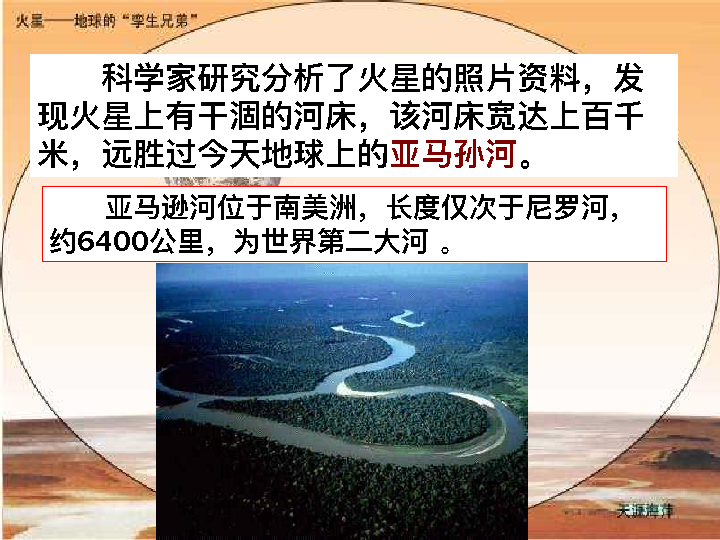 火星——地球的“孪生兄弟”
科学家研究分析了火星的照片资料，发
现火星上有干涸的河床，该河床宽达上百千
米，远胜过今天地球上的亚马孙河。
亚马逊河位于南美洲，长度仅次于尼罗河，
约6400公里，为世界第二大河 。
天涯海洋